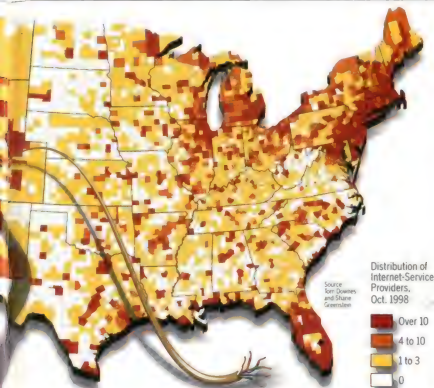 Source
Tom Downes
and Shane
Greenstein
Distribution of
Internet-Service
Providers,
Oct. 1998
Over 10
4 to 10
1 to 3
0